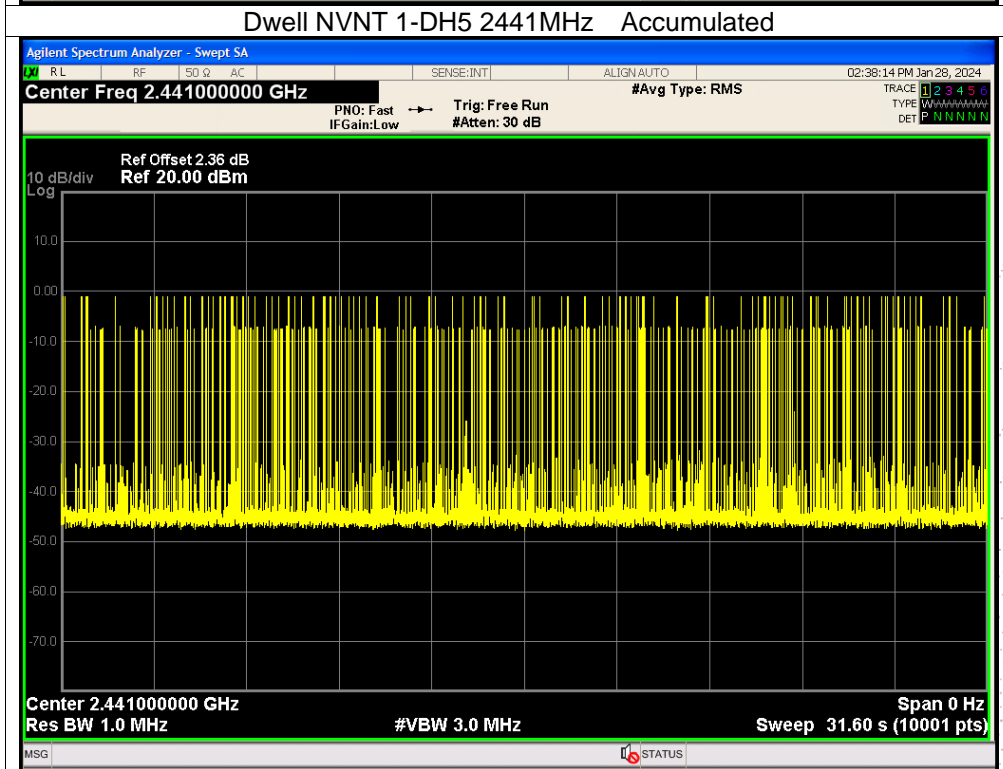 Dwell NVNT 1-DH5 2441MHz Accumulated
Agilent Spectrum Analyzer - Swept SA
LXI RL RF 50 Ω AC SENSE:INT ALIGN AUTO 02:38:14 PM Jan 28, 2024
Center Freq 2.441000000 GHz #Avg Type: RMS TRACE 1 2 3 4 5 6
PNO: Fast Trig: Free Run TYPE W
IFGain:Low #Atten: 30 dB DET P N N N N N
Ref Offset 2.36 dB
10 dB/div Ref 20.00 dBm
Log
10.0
0.00
-10.0
-20.0
-30.0
-40.0
-50.0
-60.0
-70.0
Center 2.441000000 GHz Span 0 Hz
Res BW 1.0 MHz #VBW 3.0 MHz Sweep 31.60 s (10001 pts)
MSG STATUS